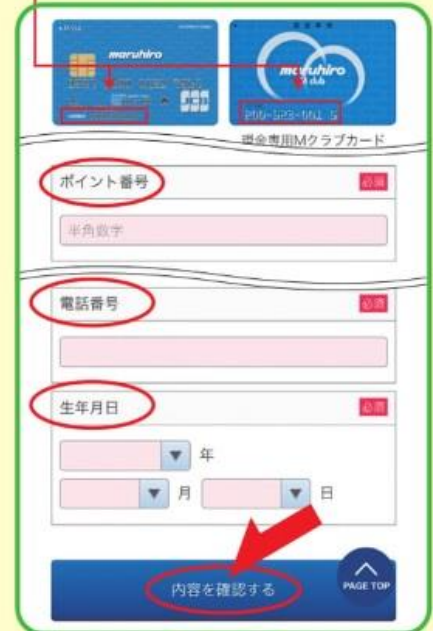 maruhiro
JCB
maruhiro
M club
現金専用Mクラブカード
ポイント番号
必須
半角数字
電話番号
必須
生年月日
必須
年
月
日
内容を確認する
PAGE TOP